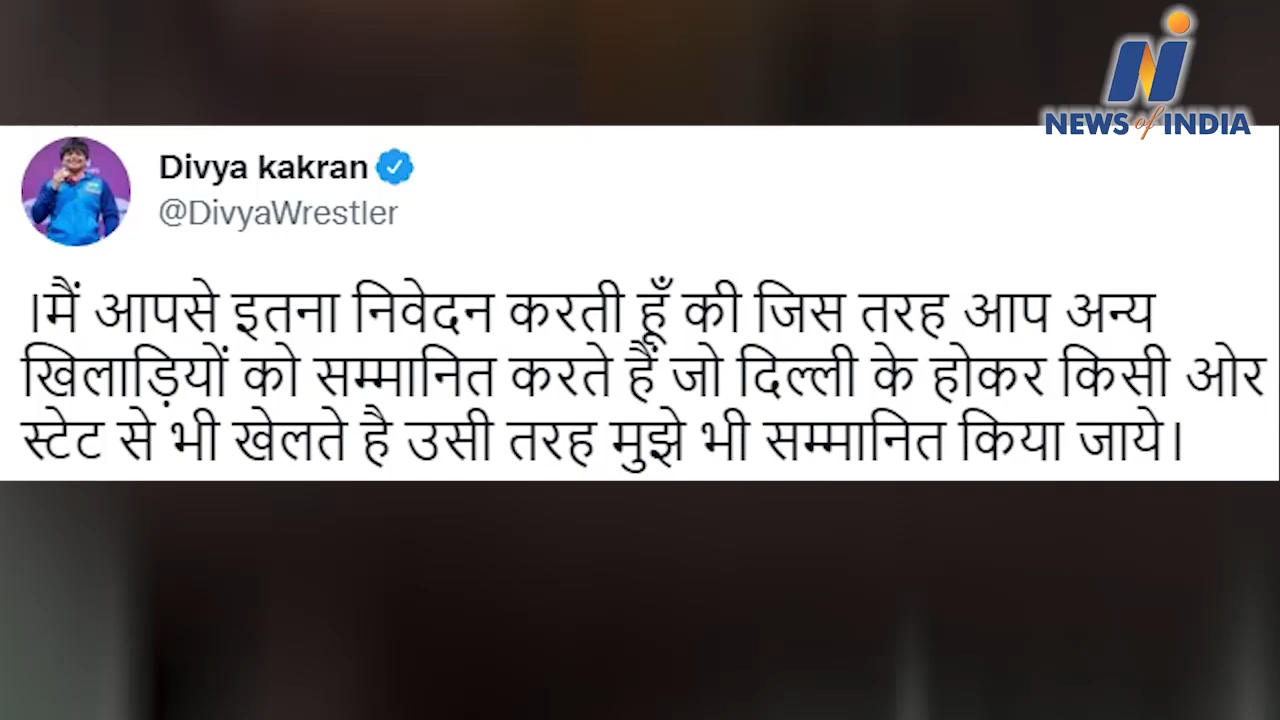 NEWS of INDIA
Divya kakran
@DivyaWrestler
।मैं आपसे इतना निवेदन करती हूँ की जिस तरह आप अन्य
खिलाड़ियों को सम्मानित करते हैं जो दिल्ली के होकर किसी ओर
स्टेट से भी खेलते है उसी तरह मुझे भी सम्मानित किया जाये।